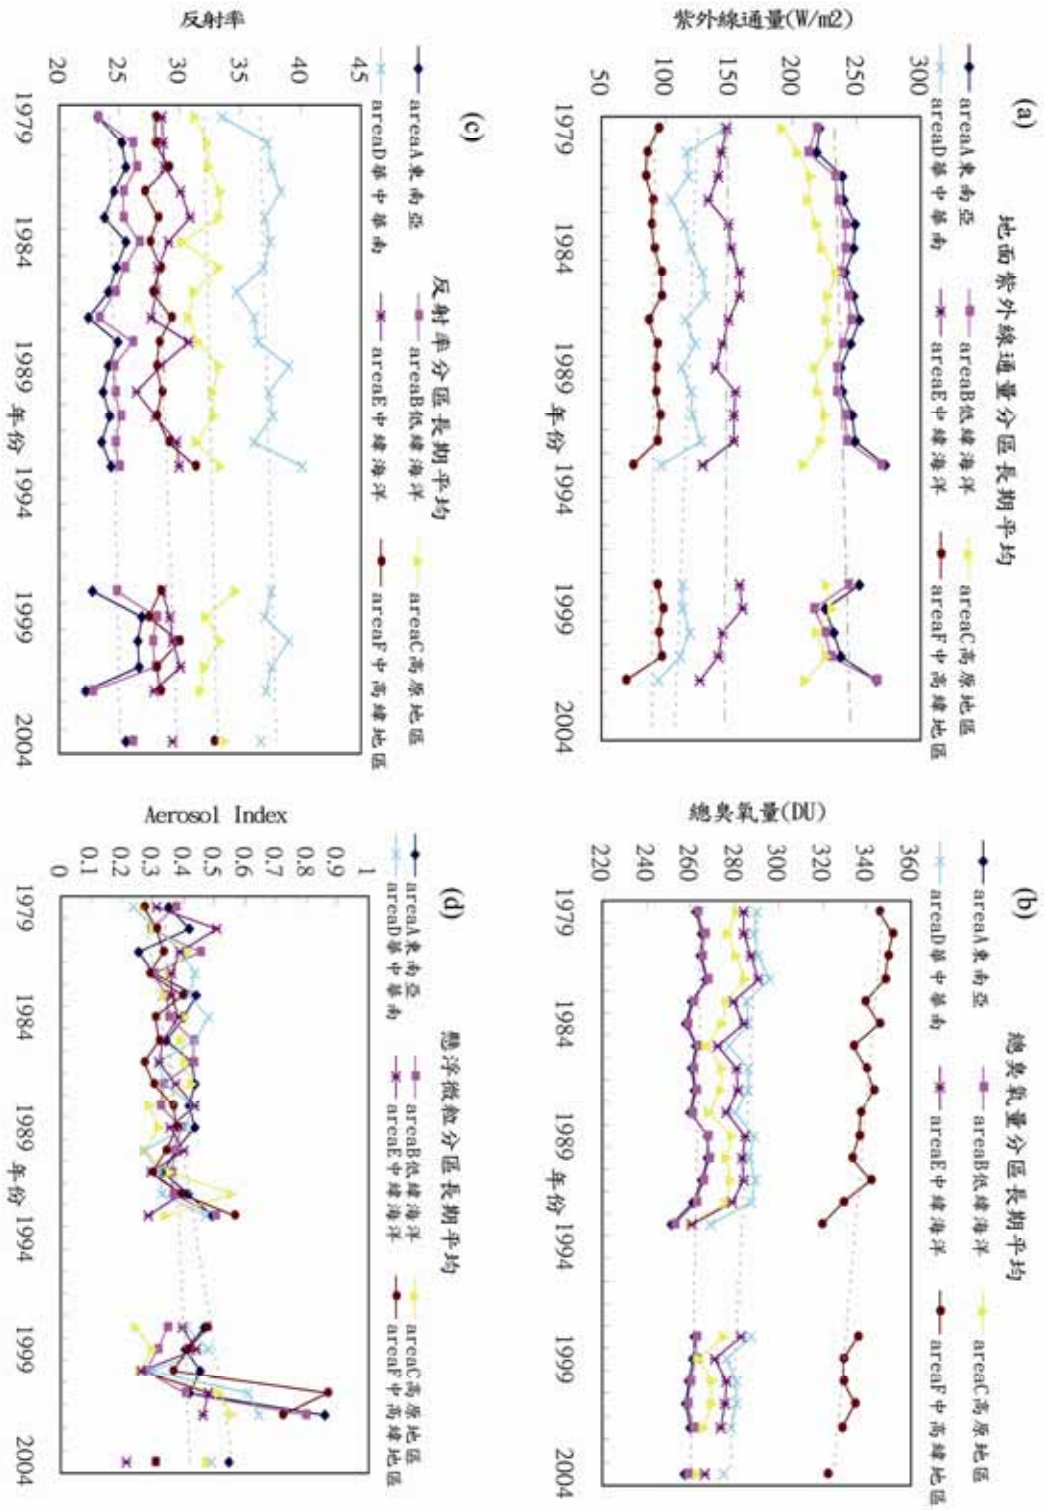 (a)
地面紫外線通量分區長期平均
areaA東南亞
areaB低緯海洋
areaC高原地區
areaD華中華南
areaE中緯海洋
areaF中高緯地區
紫外線通量(W/m2)
300
250
200
150
100
50
1979
1984
1989
1994
1999
2004
年份
(b)
總臭氧量分區長期平均
areaA東南亞
areaB低緯海洋
areaC高原地區
areaD華中華南
areaE中緯海洋
areaF中高緯地區
總臭氧量(DU)
360
340
320
300
280
260
240
220
1979
1984
1989
1994
1999
2004
年份
(c)
反射率分區長期平均
areaA東南亞
areaB低緯海洋
areaC高原地區
areaD華中華南
areaE中緯海洋
areaF中高緯地區
反射率
45
40
35
30
25
20
1979
1984
1989
1994
1999
2004
年份
(d)
懸浮微粒分區長期平均
areaA東南亞
areaB低緯海洋
areaC高原地區
areaD華中華南
areaE中緯海洋
areaF中高緯地區
Aerosol Index
1
0.9
0.8
0.7
0.6
0.5
0.4
0.3
0.2
0.1
0
1979
1984
1989
1994
1999
2004
年份